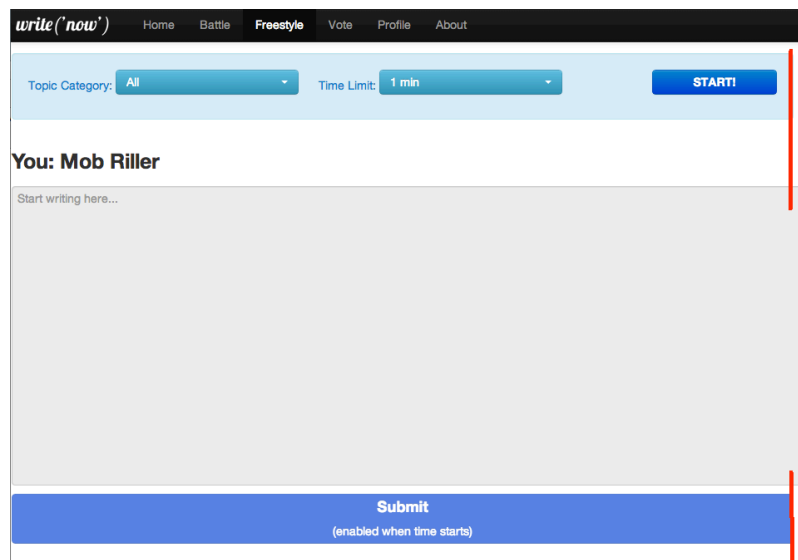 write('now') Home Battle Freestyle Vote Profile About
Topic Category: All Time Limit: 1 min START!
You: Mob Riller
Start writing here...
Submit
(enabled when time starts)